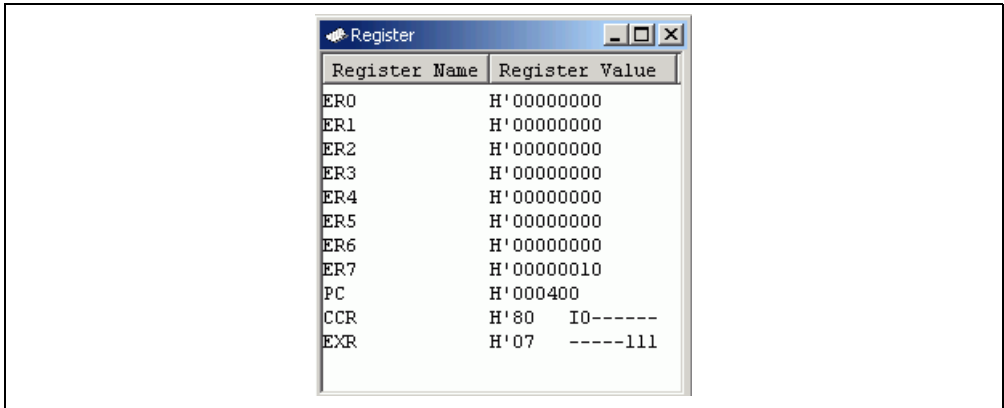 Register
Register Name Register Value
ER0 H'00000000
ER1 H'00000000
ER2 H'00000000
ER3 H'00000000
ER4 H'00000000
ER5 H'00000000
ER6 H'00000000
ER7 H'00000010
PC H'000400
CCR H'80 I0------
EXR H'07 -----111